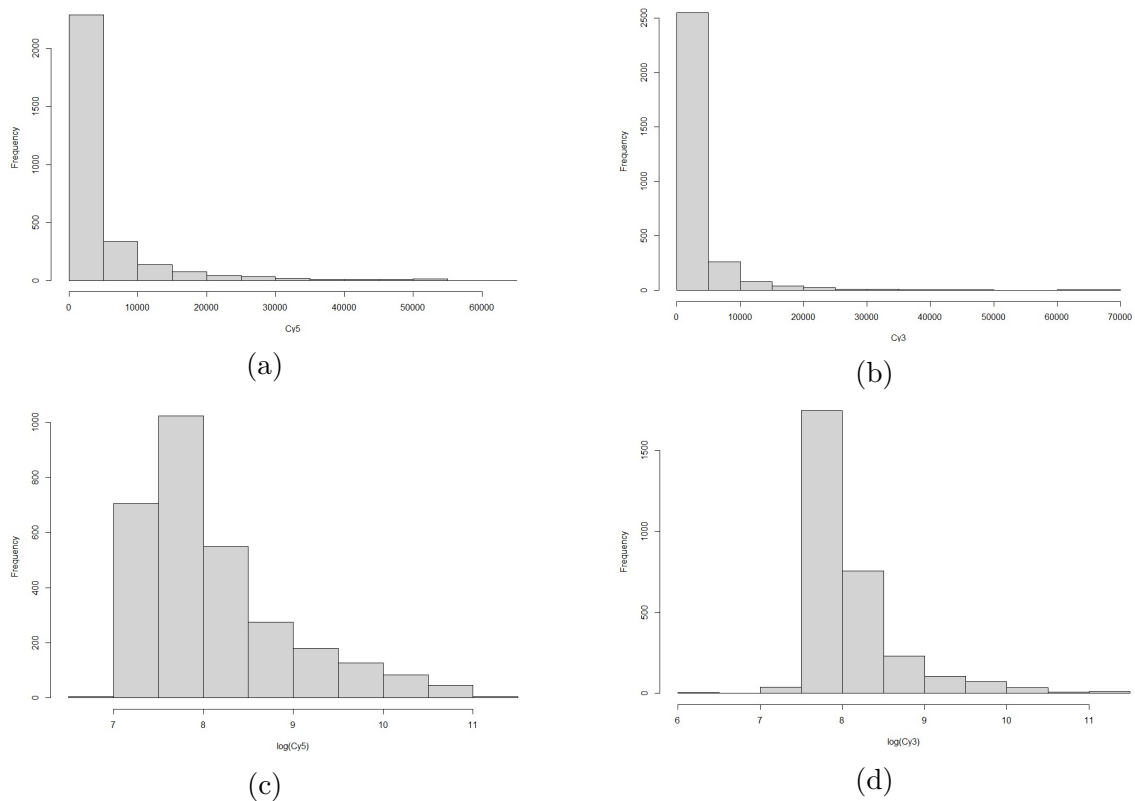 Frequency
0 500 1000 1500 2000
0 10000 20000 30000 40000 50000 60000
Cy5
(a)
Frequency
0 500 1000 1500 2000 2500
0 10000 20000 30000 40000 50000 60000 70000
Cy3
(b)
Frequency
0 200 400 600 800 1000
7 8 9 10 11
log(Cy5)
(c)
Frequency
0 500 1000 1500
6 7 8 9 10 11
log(Cy3)
(d)